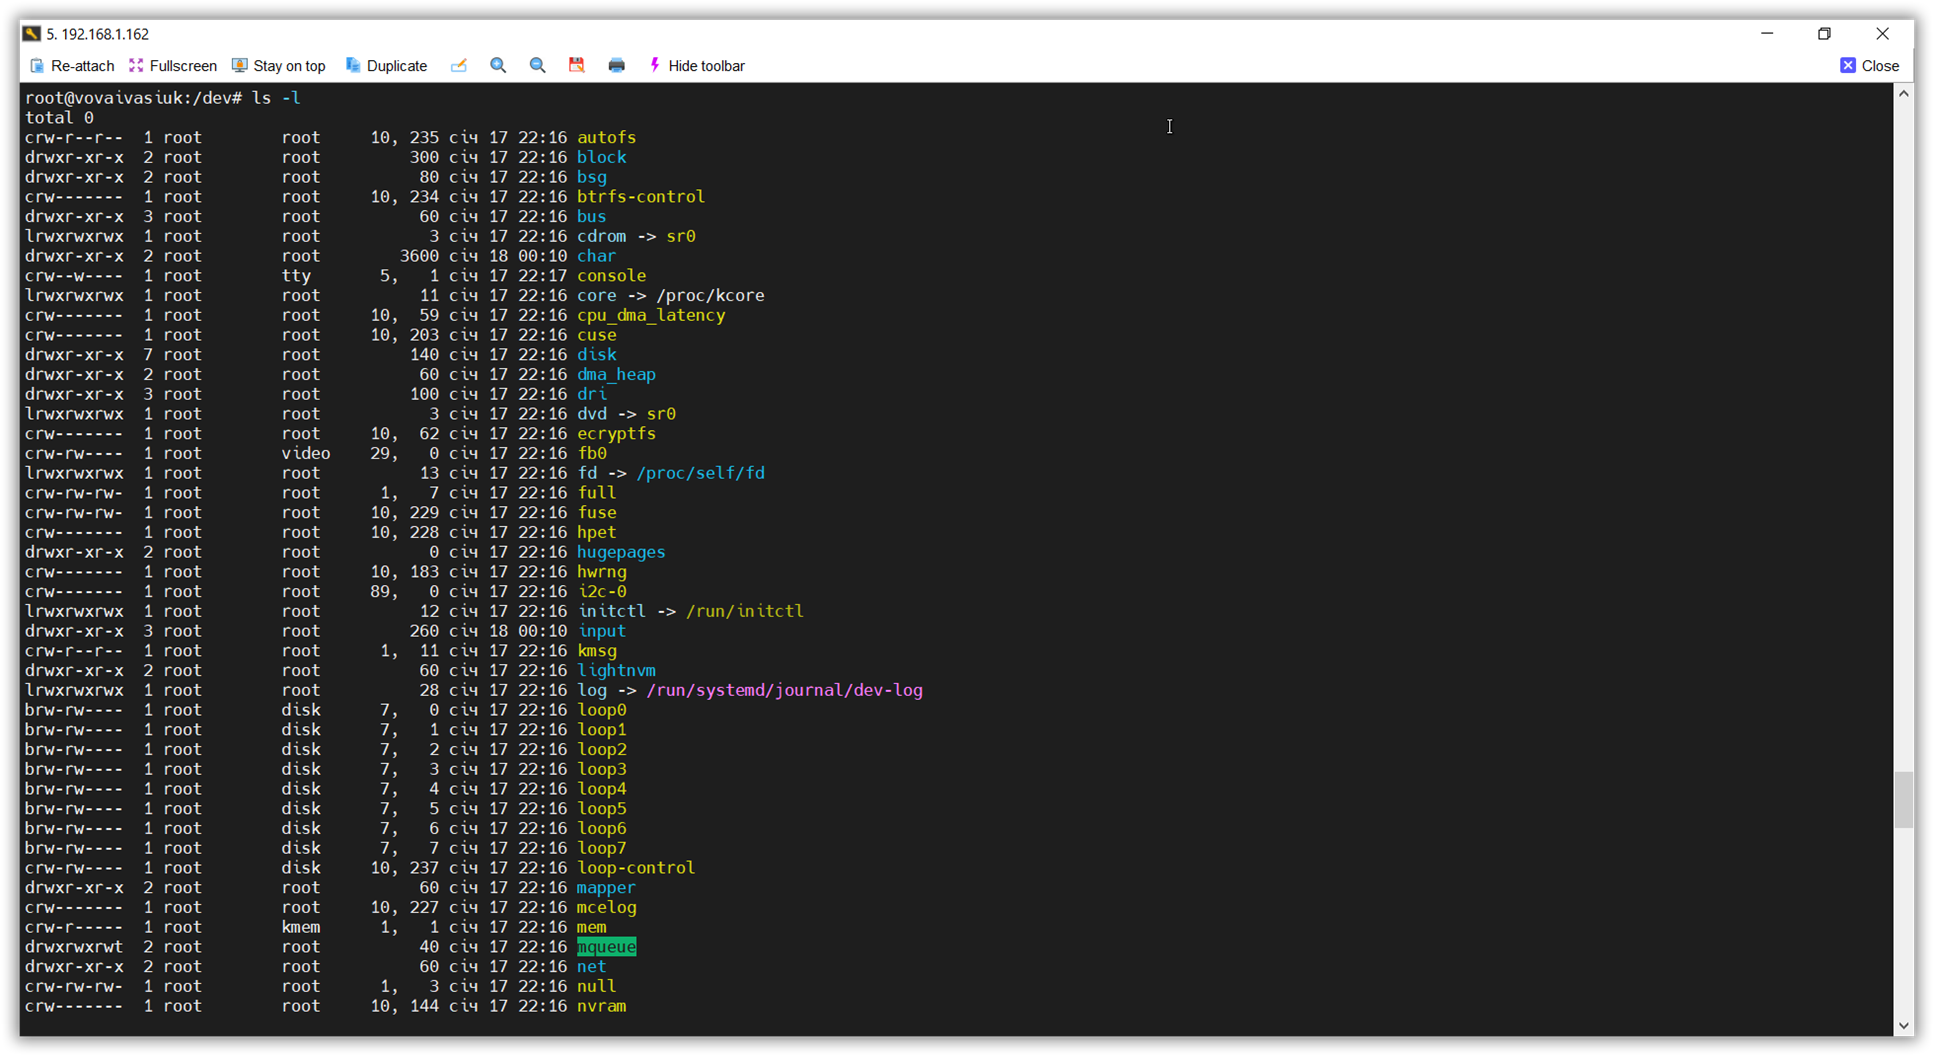 5. 192.168.1.162
Re-attach Fullscreen Stay on top Duplicate Hide toolbar Close
root@vovaivasiuk:/dev# ls -l
total 0
crw-r--r--  1 root        root     10, 235 січ 17 22:16 autofs
drwxr-xr-x  2 root        root         300 січ 17 22:16 block
drwxr-xr-x  2 root        root          80 січ 17 22:16 bsg
crw-------  1 root        root     10, 234 січ 17 22:16 btrfs-control
drwxr-xr-x  3 root        root          60 січ 17 22:16 bus
lrwxrwxrwx  1 root        root           3 січ 17 22:16 cdrom -> sr0
drwxr-xr-x  2 root        root        3600 січ 18 00:10 char
crw--w----  1 root        tty       5,   1 січ 17 22:17 console
lrwxrwxrwx  1 root        root          11 січ 17 22:16 core -> /proc/kcore
crw-------  1 root        root     10,  59 січ 17 22:16 cpu_dma_latency
crw-------  1 root        root     10, 203 січ 17 22:16 cuse
drwxr-xr-x  7 root        root         140 січ 17 22:16 disk
drwxr-xr-x  2 root        root          60 січ 17 22:16 dma_heap
drwxr-xr-x  3 root        root         100 січ 17 22:16 dri
lrwxrwxrwx  1 root        root           3 січ 17 22:16 dvd -> sr0
crw-------  1 root        root     10,  62 січ 17 22:16 ecryptfs
crw-rw----  1 root        video    29,   0 січ 17 22:16 fb0
lrwxrwxrwx  1 root        root          13 січ 17 22:16 fd -> /proc/self/fd
crw-rw-rw-  1 root        root      1,   7 січ 17 22:16 full
crw-rw-rw-  1 root        root     10, 229 січ 17 22:16 fuse
crw-------  1 root        root     10, 228 січ 17 22:16 hpet
drwxr-xr-x  2 root        root           0 січ 17 22:16 hugepages
crw-------  1 root        root     10, 183 січ 17 22:16 hwrng
crw-------  1 root        root     89,   0 січ 17 22:16 i2c-0
lrwxrwxrwx  1 root        root          12 січ 17 22:16 initctl -> /run/initctl
drwxr-xr-x  3 root        root         260 січ 18 00:10 input
crw-r--r--  1 root        root      1,  11 січ 17 22:16 kmsg
drwxr-xr-x  2 root        root          60 січ 17 22:16 lightnvm
lrwxrwxrwx  1 root        root          28 січ 17 22:16 log -> /run/systemd/journal/dev-log
brw-rw----  1 root        disk      7,   0 січ 17 22:16 loop0
brw-rw----  1 root        disk      7,   1 січ 17 22:16 loop1
brw-rw----  1 root        disk      7,   2 січ 17 22:16 loop2
brw-rw----  1 root        disk      7,   3 січ 17 22:16 loop3
brw-rw----  1 root        disk      7,   4 січ 17 22:16 loop4
brw-rw----  1 root        disk      7,   5 січ 17 22:16 loop5
brw-rw----  1 root        disk      7,   6 січ 17 22:16 loop6
brw-rw----  1 root        disk      7,   7 січ 17 22:16 loop7
crw-rw----  1 root        disk     10, 237 січ 17 22:16 loop-control
drwxr-xr-x  2 root        root          60 січ 17 22:16 mapper
crw-------  1 root        root     10, 227 січ 17 22:16 mcelog
crw-r-----  1 root        kmem      1,   1 січ 17 22:16 mem
drwxrwxrwt  2 root        root          40 січ 17 22:16 mqueue
drwxr-xr-x  2 root        root          60 січ 17 22:16 net
crw-rw-rw-  1 root        root      1,   3 січ 17 22:16 null
crw-------  1 root        root     10, 144 січ 17 22:16 nvram